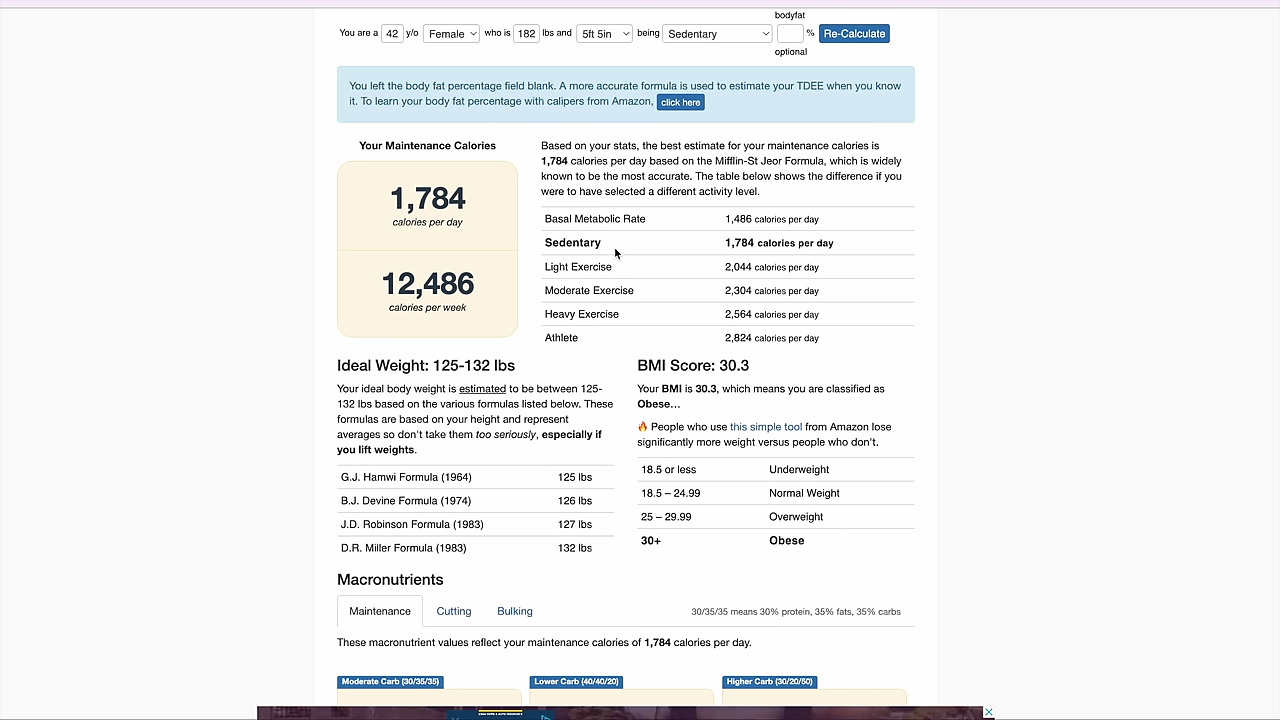 bodyfat
You are a 42 y/o Female who is 182 lbs and 5ft 5in being Sedentary % Re-Calculate
optional
You left the body fat percentage field blank. A more accurate formula is used to estimate your TDEE when you know
it. To learn your body fat percentage with calipers from Amazon, click here
Your Maintenance Calories
1,784
calories per day
12,486
calories per week
Based on your stats, the best estimate for your maintenance calories is
1,784 calories per day based on the Mifflin-St Jeor Formula, which is widely
known to be the most accurate. The table below shows the difference if you
were to have selected a different activity level.
Basal Metabolic Rate 1,486 calories per day
Sedentary 1,784 calories per day
Light Exercise 2,044 calories per day
Moderate Exercise 2,304 calories per day
Heavy Exercise 2,564 calories per day
Athlete 2,824 calories per day
Ideal Weight: 125-132 lbs
Your ideal body weight is estimated to be between 125-
132 lbs based on the various formulas listed below. These
formulas are based on your height and represent
averages so don't take them too seriously, especially if
you lift weights.
G.J. Hamwi Formula (1964) 125 lbs
B.J. Devine Formula (1974) 126 lbs
J.D. Robinson Formula (1983) 127 lbs
D.R. Miller Formula (1983) 132 lbs
BMI Score: 30.3
Your BMI is 30.3, which means you are classified as
Obese...
🔥 People who use this simple tool from Amazon lose
significantly more weight versus people who don't.
18.5 or less Underweight
18.5 – 24.99 Normal Weight
25 – 29.99 Overweight
30+ Obese
Macronutrients
Maintenance Cutting Bulking 30/35/35 means 30% protein, 35% fats, 35% carbs
These macronutrient values reflect your maintenance calories of 1,784 calories per day.
Moderate Carb (30/35/35) Lower Carb (40/40/20) Higher Carb (30/20/50)